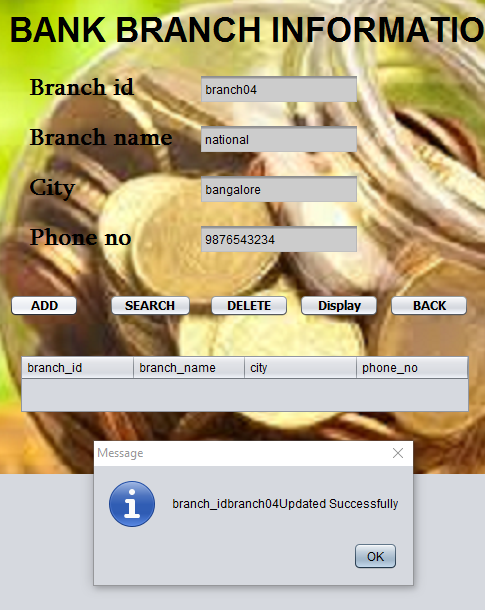 BANK BRANCH INFORMATIO
Branch id branch04
Branch name national
City bangalore
Phone no 9876543234
ADD SEARCH DELETE Display BACK
branch_id branch_name city phone_no
Message
branch_idbranch04Updated Successfully
OK